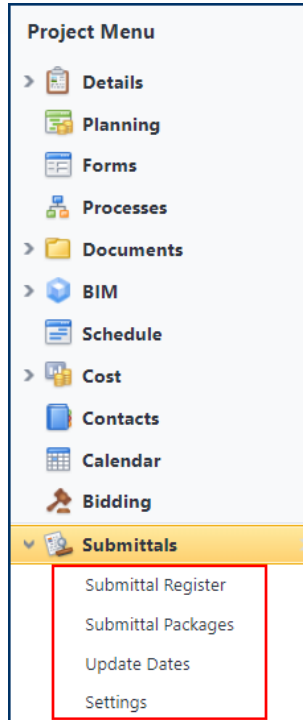 Project Menu
Details
Planning
Forms
Processes
Documents
BIM
Schedule
Cost
Contacts
Calendar
Bidding
Submittals
Submittal Register
Submittal Packages
Update Dates
Settings